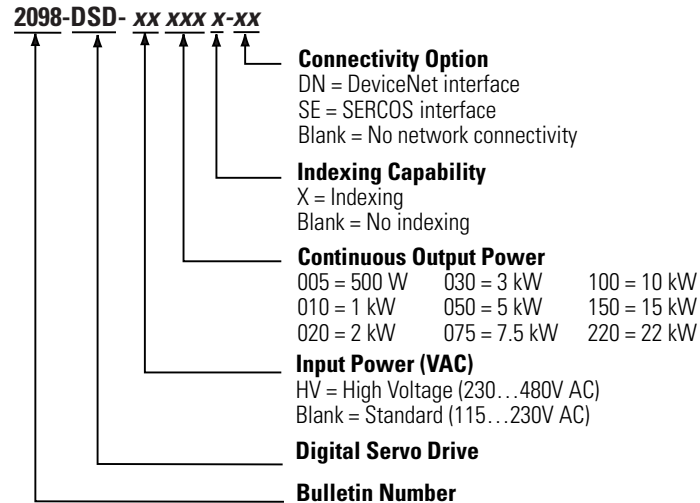 2098-DSD- xx xxx x-xx
Connectivity Option
DN = DeviceNet interface
SE = SERCOS interface
Blank = No network connectivity
Indexing Capability
X = Indexing
Blank = No indexing
Continuous Output Power
005 = 500 W 030 = 3 kW 100 = 10 kW
010 = 1 kW 050 = 5 kW 150 = 15 kW
020 = 2 kW 075 = 7.5 kW 220 = 22 kW
Input Power (VAC)
HV = High Voltage (230…480V AC)
Blank = Standard (115…230V AC)
Digital Servo Drive
Bulletin Number